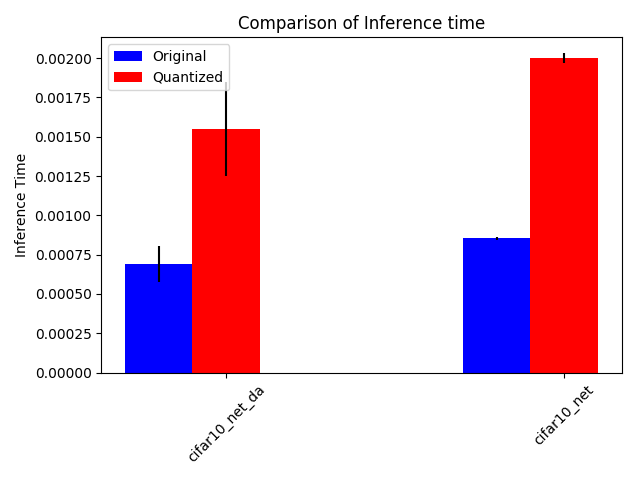 Comparison of Inference time
Original
Quantized
Inference Time
0.00200
0.00175
0.00150
0.00125
0.00100
0.00075
0.00050
0.00025
0.00000
cifar10_net_da
cifar10_net